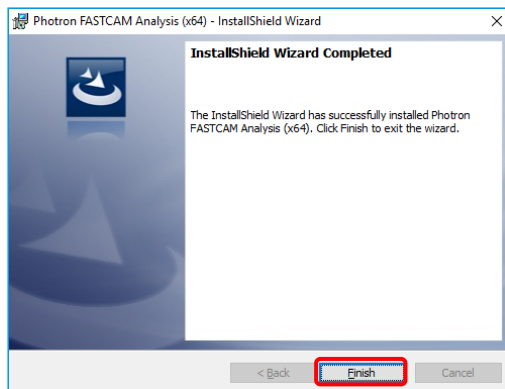 Photron FASTCAM Analysis (x64) - InstallShield Wizard
InstallShield Wizard Completed
The InstallShield Wizard has successfully installed Photron
FASTCAM Analysis (x64). Click Finish to exit the wizard.
< Back Finish Cancel